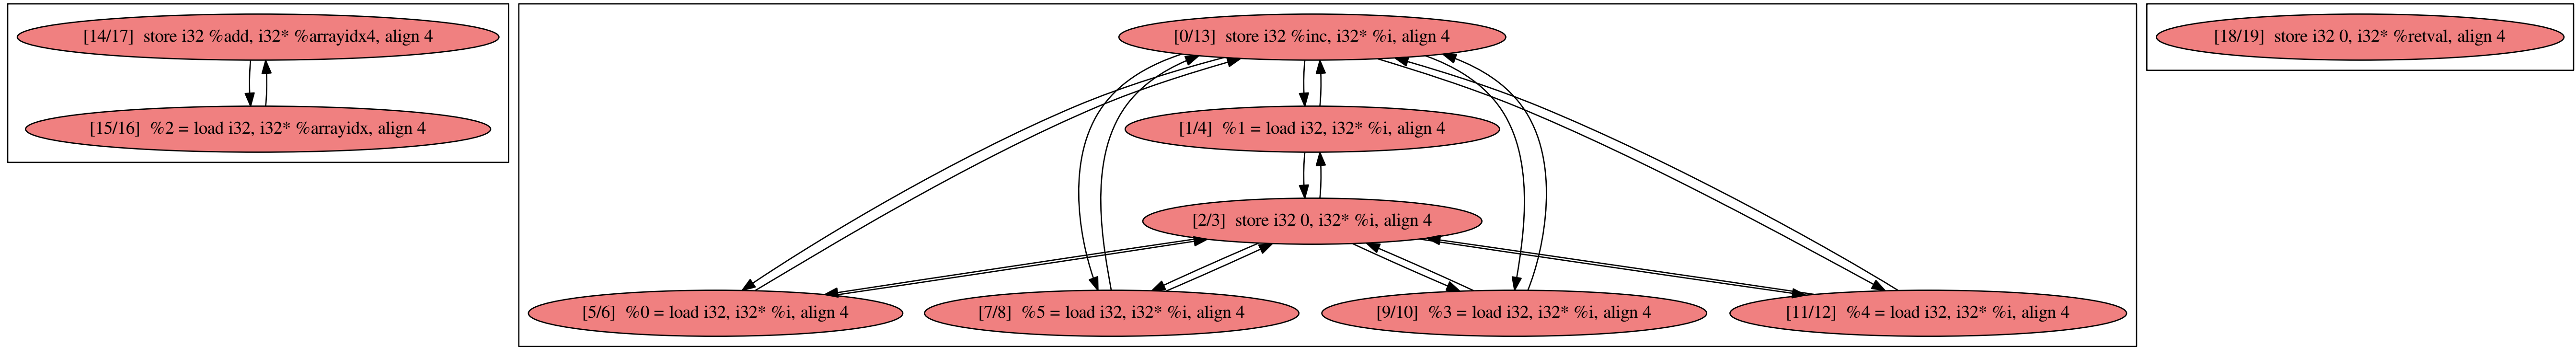 [14/17] store i32 %add, i32* %arrayidx4, align 4
[15/16] %2 = load i32, i32* %arrayidx, align 4
[0/13] store i32 %inc, i32* %i, align 4
[1/4] %1 = load i32, i32* %i, align 4
[2/3] store i32 0, i32* %i, align 4
[5/6] %0 = load i32, i32* %i, align 4
[7/8] %5 = load i32, i32* %i, align 4
[9/10] %3 = load i32, i32* %i, align 4
[11/12] %4 = load i32, i32* %i, align 4
[18/19] store i32 0, i32* %retval, align 4